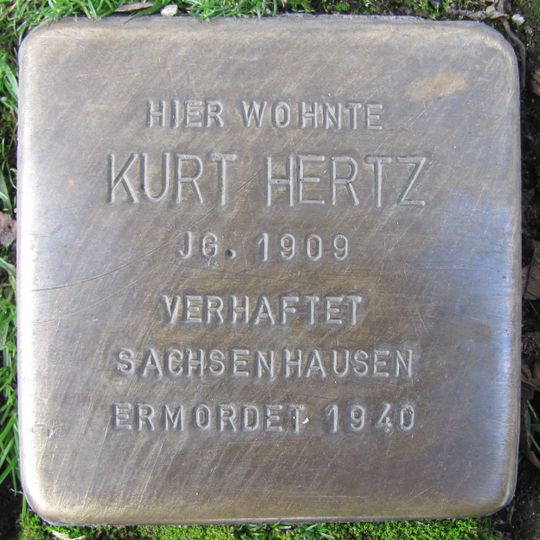 HIER WOHNTE
KURT HERTZ
JG. 1909
VERHAFTET
SACHSENHAUSEN
ERMORDET 1940